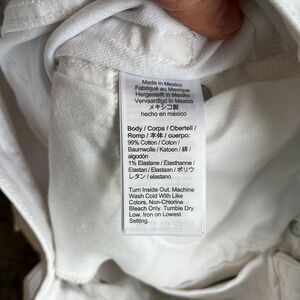 Made in Mexico
Fabriqué au Mexique
Hergestellt in Mexiko
Vervaardigd in Mexico
メキシコ製
hecho en méxico
Body / Corps / Oberteil /
Romp / 本体 / cuerpo:
99% Cotton / Coton /
Baumwolle / Katoen / 綿 /
algodón
1% Elastane / Élasthanne /
Elastan / Elastaan / ポリウ
レタン / elastano
Turn Inside Out. Machine
Wash Cold With Like
Colors. Non-Chlorine
Bleach Only. Tumble Dry
Low. Iron on Lowest
Setting.